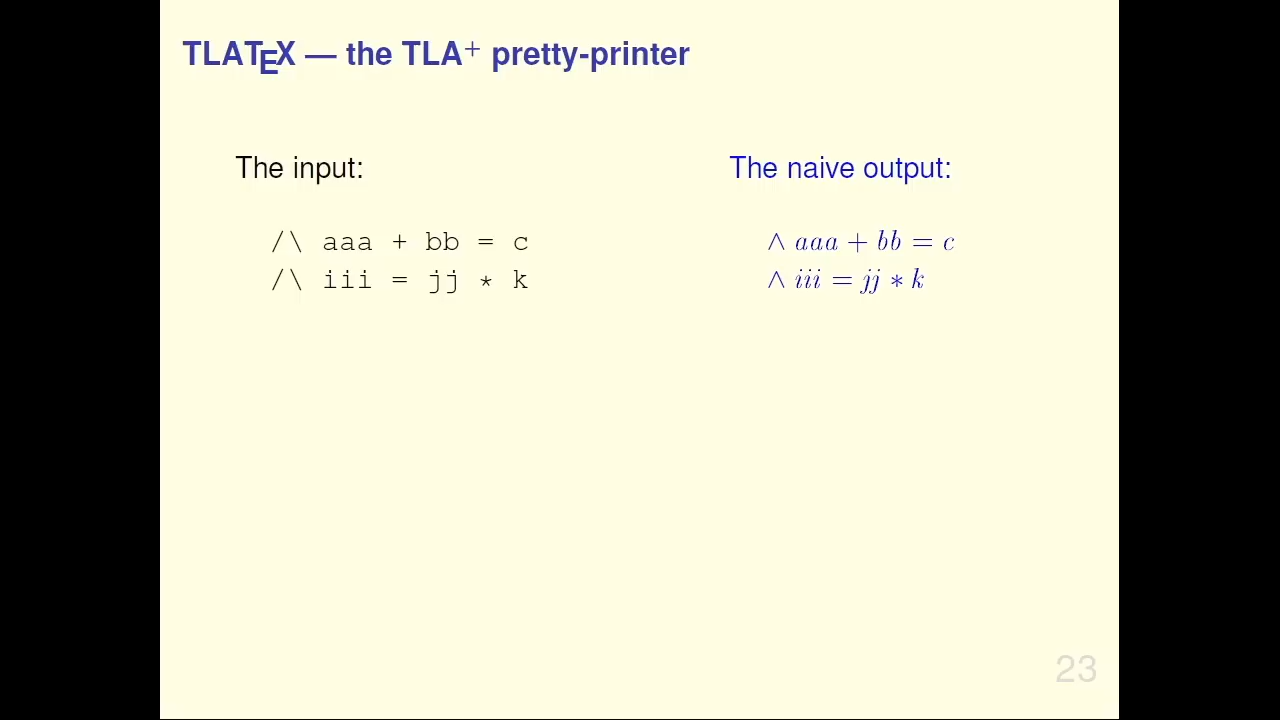 TLATEX — the TLA+ pretty-printer
The input: The naive output:
/\ aaa + bb = c ∧ aaa + bb = c
/\ iii = jj * k ∧ iii = jj ∗ k
23